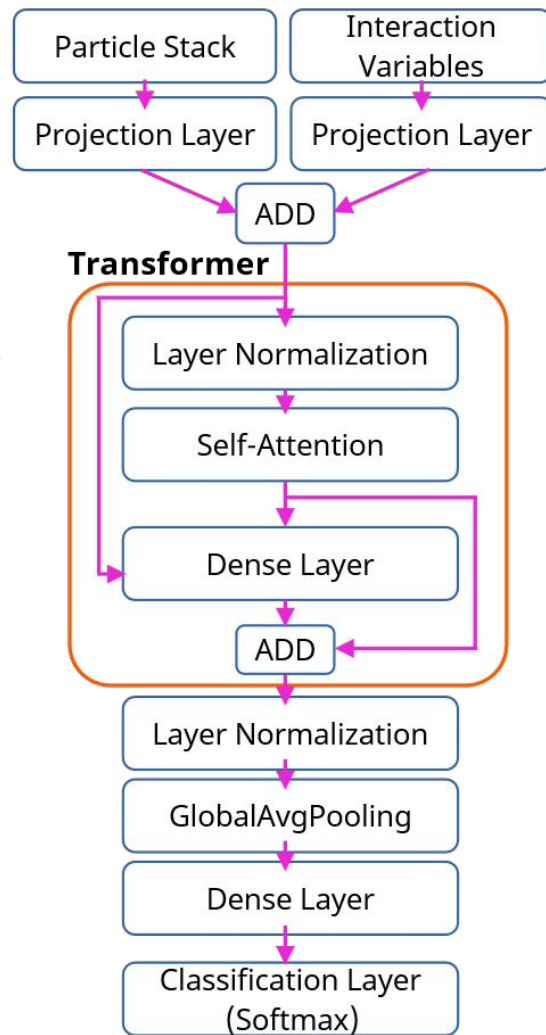 Particle Stack
Interaction
Variables
Projection Layer
Projection Layer
ADD
Transformer
Layer Normalization
Self-Attention
Dense Layer
ADD
Layer Normalization
GlobalAvgPooling
Dense Layer
Classification Layer
(Softmax)